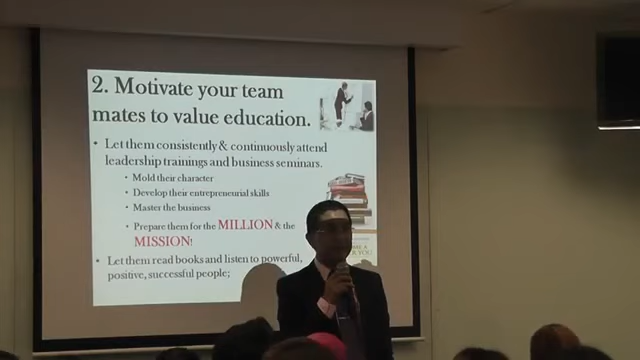 2. Motivate your team
mates to value education.
• Let them consistently & continuously attend
leadership trainings and business seminars.
• Mold their character
• Develop their entrepreneurial skills
• Master the business
• Prepare them for the MILLION & the
MISSION!
• Let them read books and listen to powerful,
positive, successful people;
YOU